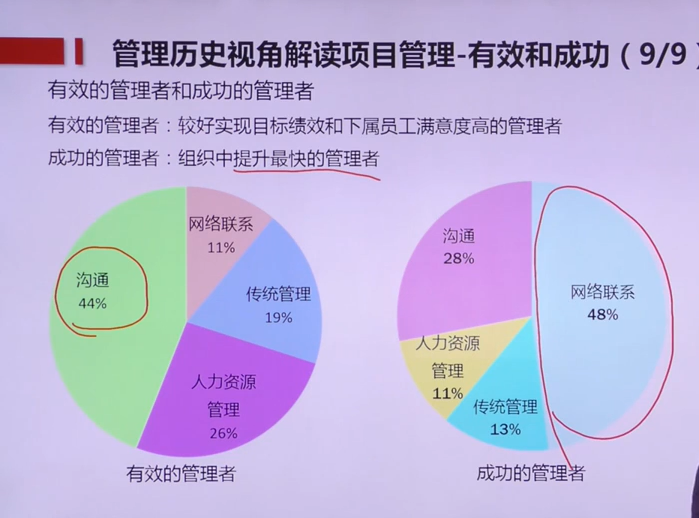 管理历史视角解读项目管理-有效和成功（9/9）
有效的管理者和成功的管理者
有效的管理者：较好实现目标绩效和下属员工满意度高的管理者
成功的管理者：组织中提升最快的管理者
网络联系
11%
传统管理
19%
人力资源
管理
26%
沟通
44%
有效的管理者
沟通
28%
网络联系
48%
人力资源
管理
11%
传统管理
13%
成功的管理者